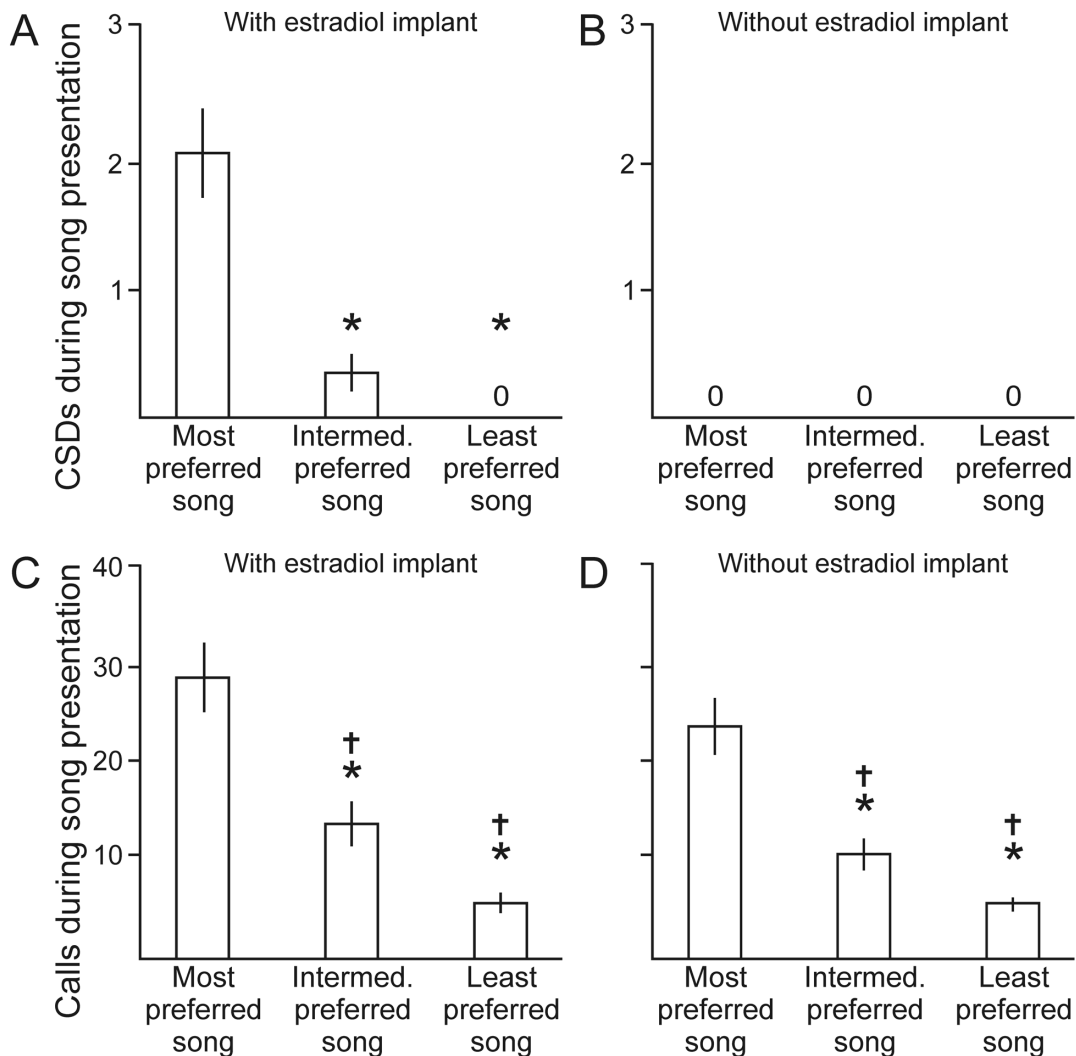 A
With estradiol implant
CSDs during song presentation
3
2
1
*
*
0
Most preferred song
Intermed. preferred song
Least preferred song
B
Without estradiol implant
3
2
1
0
0
0
Most preferred song
Intermed. preferred song
Least preferred song
C
With estradiol implant
Calls during song presentation
40
30
20
10
†
*
†
*
Most preferred song
Intermed. preferred song
Least preferred song
D
Without estradiol implant
†
*
†
*
Most preferred song
Intermed. preferred song
Least preferred song